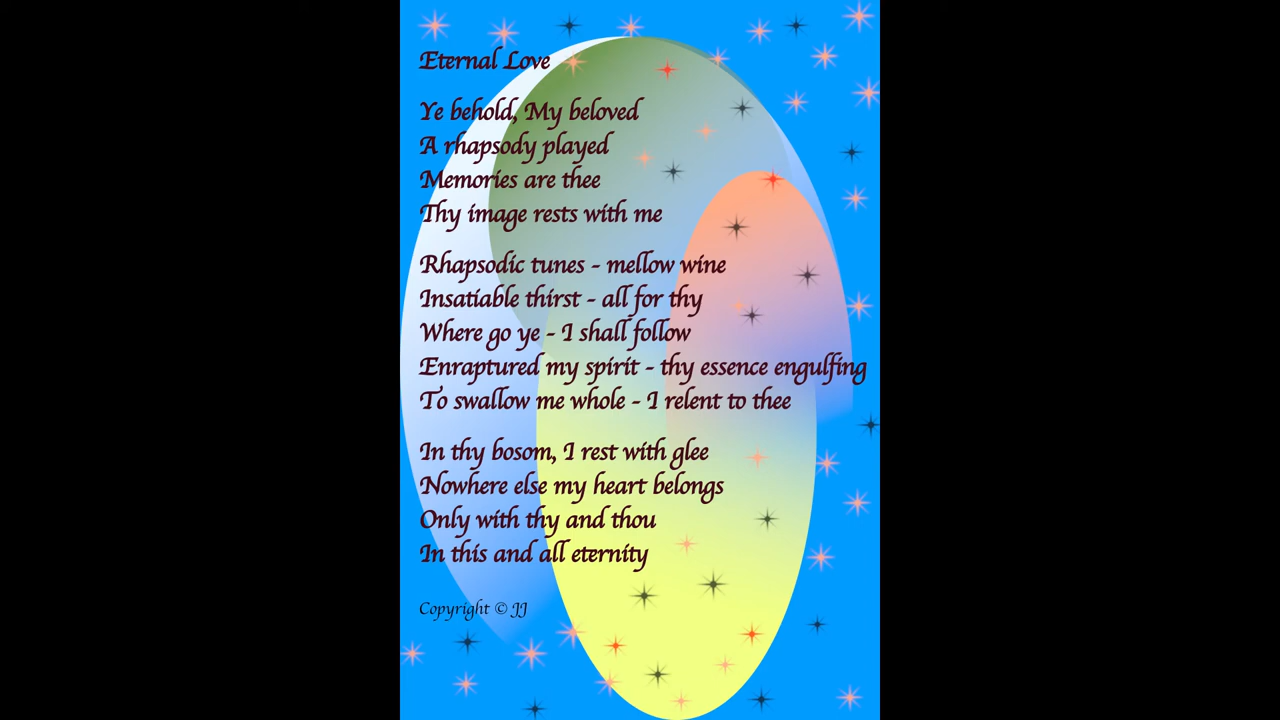 Eternal Love
Ye behold, My beloved
A rhapsody played
Memories are thee
Thy image rests with me
Rhapsodic tunes - mellow wine
Insatiable thirst - all for thy
Where go ye - I shall follow
Enraptured my spirit - thy essence engulfing
To swallow me whole - I relent to thee
In thy bosom, I rest with glee
Nowhere else my heart belongs
Only with thy and thou
In this and all eternity
Copyright © JJ